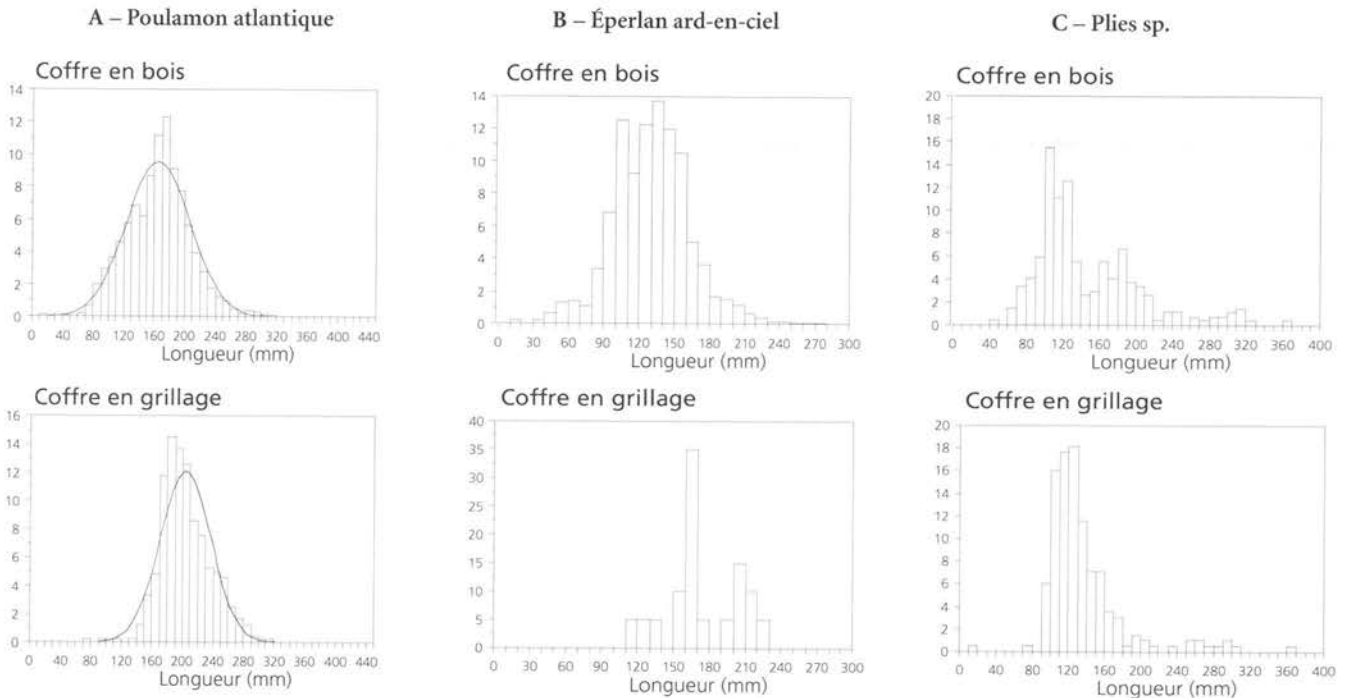 A – Poulamon atlantique
B – Éperlan ard-en-ciel
C – Plies sp.
Coffre en bois
14
12
10
8
6
4
2
0
0 40 80 120 160 200 240 280 320 360 400 440
Longueur (mm)
Coffre en bois
14
12
10
8
6
4
2
0
0 30 60 90 120 150 180 210 240 270 300
Longueur (mm)
Coffre en bois
20
18
16
14
12
10
8
6
4
2
0
0 40 80 120 160 200 240 280 320 360 400
Longueur (mm)
Coffre en grillage
16
14
12
10
8
6
4
2
0
0 40 80 120 160 200 240 280 320 360 400 440
Longueur (mm)
Coffre en grillage
40
35
30
25
20
15
10
5
0
0 30 60 90 120 150 180 210 240 270 300
Longueur (mm)
Coffre en grillage
20
18
16
14
12
10
8
6
4
2
0
0 40 80 120 160 200 240 280 320 360 400
Longueur (mm)